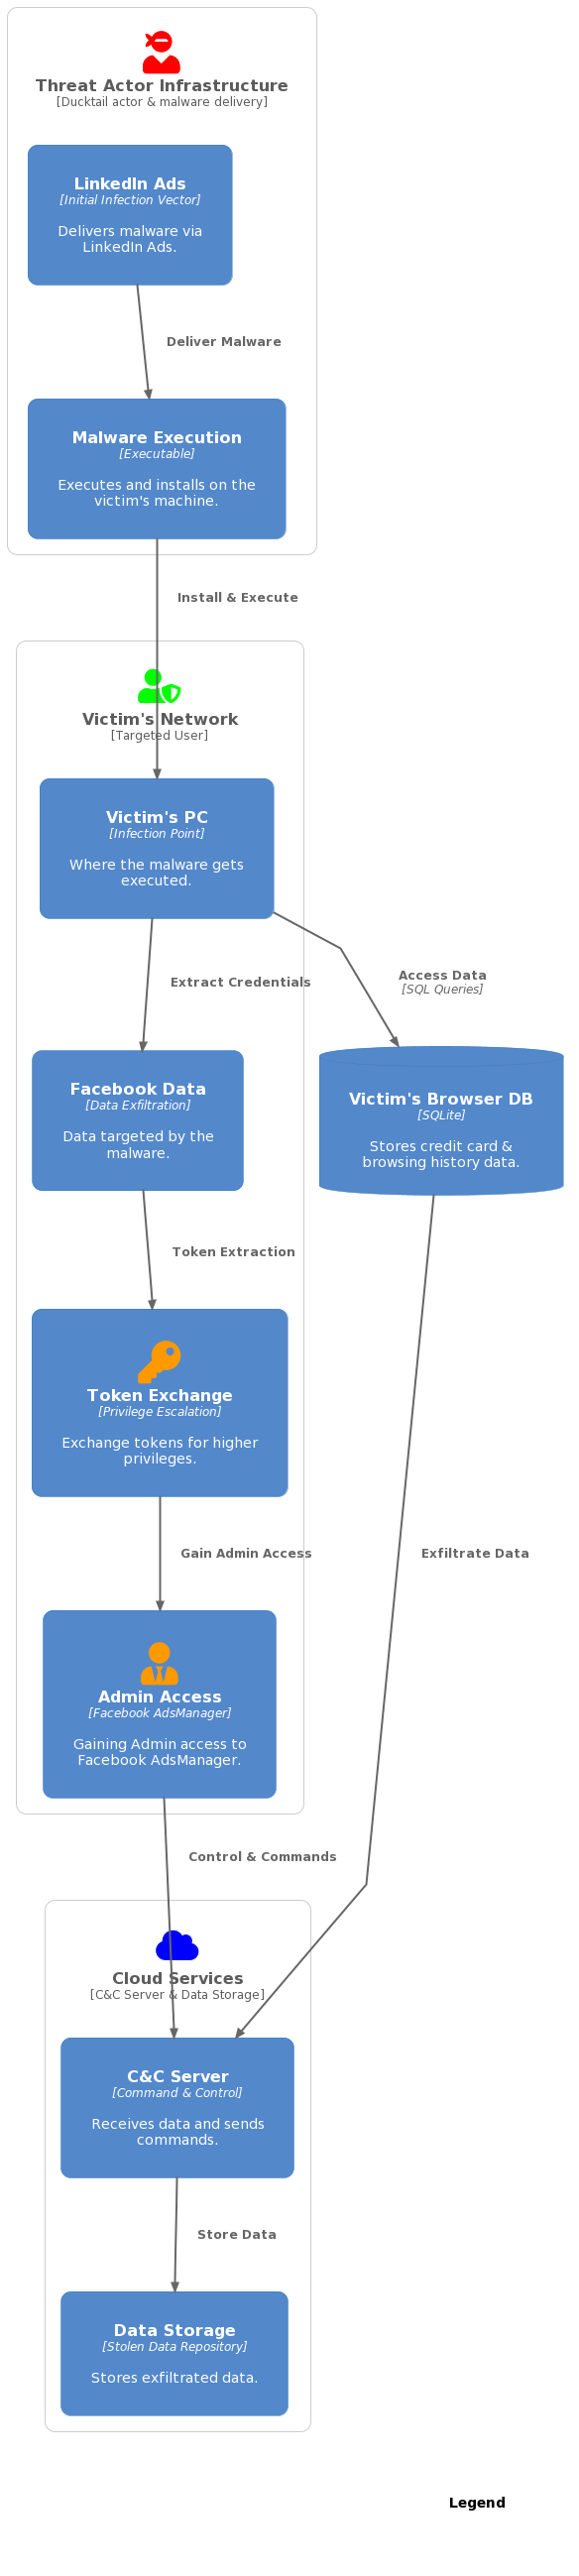 Threat Actor Infrastructure
[Ducktail actor & malware delivery]
LinkedIn Ads
[Initial Infection Vector]
Delivers malware via
LinkedIn Ads.
Deliver Malware
Malware Execution
[Executable]
Executes and installs on the
victim's machine.
Install & Execute
Victim's Network
[Targeted User]
Victim's PC
[Infection Point]
Where the malware gets
executed.
Extract Credentials
Access Data
[SQL Queries]
Facebook Data
[Data Exfiltration]
Data targeted by the
malware.
Victim's Browser DB
[SQLite]
Stores credit card &
browsing history data.
Token Extraction
Token Exchange
[Privilege Escalation]
Exchange tokens for higher
privileges.
Gain Admin Access
Exfiltrate Data
Admin Access
[Facebook AdsManager]
Gaining Admin access to
Facebook AdsManager.
Control & Commands
Cloud Services
[C&C Server & Data Storage]
C&C Server
[Command & Control]
Receives data and sends
commands.
Store Data
Data Storage
[Stolen Data Repository]
Stores exfiltrated data.
Legend